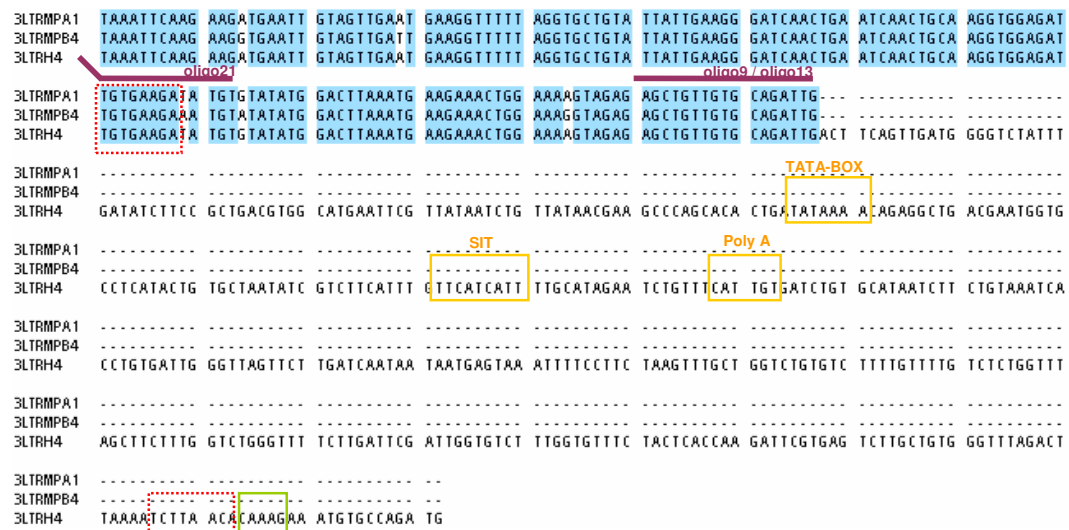 3LTRMPA1 TAAATTCAAG AAGATGAATT GTAGTTGAAT GAAGGTTTTT AGGTGCTGTA TTATTGAAGG GATCAACTGA ATCAACTGCA AGGTGGAGAT
3LTRMPB4 TAAATTCAAG AAGGTGAATT GTAGTTGATT GAAGGTTTTT AGGTGCTGTA TTATTGAAGG GATCAACTGA ATCAACTGCA AGGTGGAGAT
3LTRH4 TAAATTCAAG AAGATGAATT GTAGTTGAAT GAAGGTTTTT AGGTGCTGTA TTATTGAAGG GATCAACTGA ATCAACTGCA AGGTGGAGAT
oligo21 oligo9 / oligo13
3LTRMPA1 TGTGAAGATA TGTGTATATG GACTTAAATG AAGAAACTGG AAAAGTAGAG AGCTGTTGTG CAGATTG---
3LTRMPB4 TGTGAAGAAA TGTATATATG GACTTAAATG AAGAAACTGG AAAGGTAGAG AGCTGTTGTG CAGATTG---
3LTRH4 TGTGAAGATA TGTGTATATG GACTTAAATG AAGAAACTGG AAAAGTAGAG AGCTGTTGTG CAGATTGACT TCAGTTGATG GGGTCTATTT
TATA-BOX
3LTRMPA1
3LTRMPB4
3LTRH4 GATATCTTCC GCTGACGTGG CATGAATTCG TTATAATCTG TTATAACGAA GCCCAGCACA CTGATATAAA ACAGAGGCTG ACGAATGGTG
SIT Poly A
3LTRMPA1
3LTRMPB4
3LTRH4 CCTCATACTG TGCTAATATC GTCTTCATTT GTTCATCATT TTGCATAGAA TCTGTTTCAT TGTGATCTGT GCATAATCTT CTGTAAATCA
3LTRMPA1
3LTRMPB4
3LTRH4 CCTGTGATTG GGTTAGTTCT TGATCAATAA TAATGAGTAA ATTTTCCTTC TAAGTTTGCT GGTCTGTGTC TTTTGTTTTG TCTCTGGTTT
3LTRMPA1
3LTRMPB4
3LTRH4 AGCTTCTTTG GTCTGGGTTT TCTTGATTCG ATTGGTGTCT TTGGTGTTTC TACTCACCAA GATTCGTGAG TCTTGCTGTG GGTTTAGACT
3LTRMPA1
3LTRMPB4
3LTRH4 TAAAATCTTA ACACAAAGAA ATGTGCCAGA TG